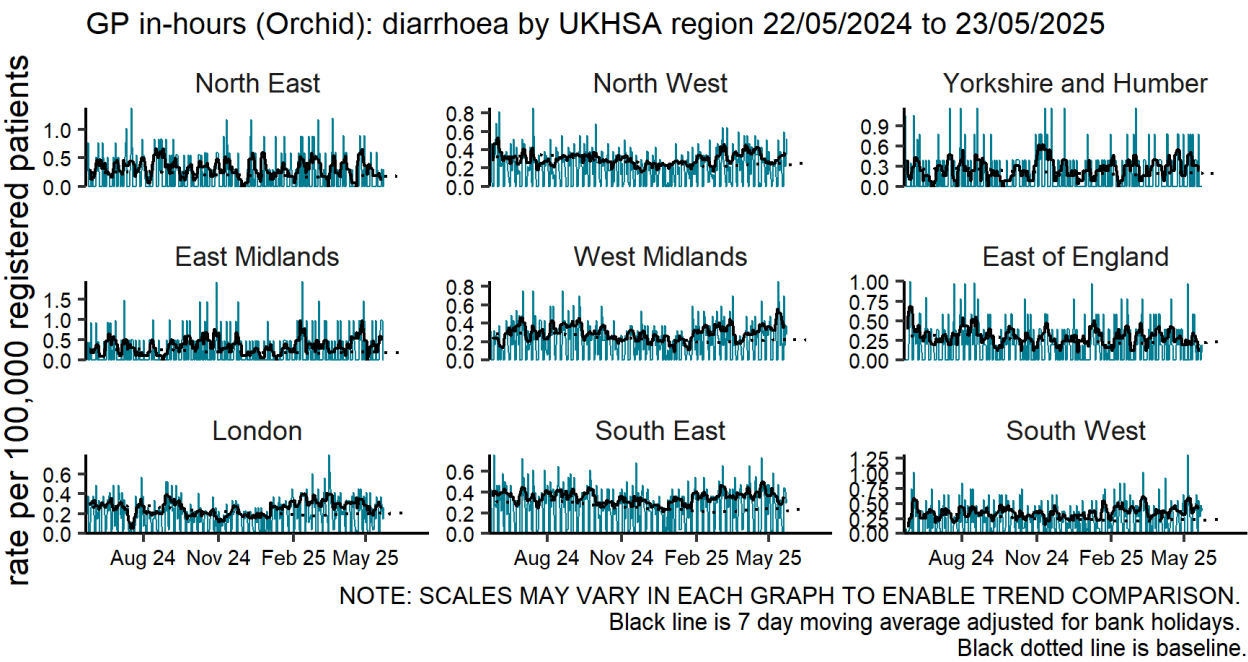 GP in-hours (Orchid): diarrhoea by UKHSA region 22/05/2024 to 23/05/2025
rate per 100,000 registered patients
North East
1.0
0.5
0.0
North West
0.8
0.6
0.4
0.2
0.0
Yorkshire and Humber
0.9
0.6
0.3
0.0
East Midlands
1.5
1.0
0.5
0.0
West Midlands
0.8
0.6
0.4
0.2
0.0
East of England
1.00
0.75
0.50
0.25
0.00
London
0.6
0.4
0.2
0.0
Aug 24 Nov 24 Feb 25 May 25
South East
0.6
0.4
0.2
0.0
Aug 24 Nov 24 Feb 25 May 25
South West
1.25
1.00
0.75
0.50
0.25
0.00
Aug 24 Nov 24 Feb 25 May 25
NOTE: SCALES MAY VARY IN EACH GRAPH TO ENABLE TREND COMPARISON.
Black line is 7 day moving average adjusted for bank holidays.
Black dotted line is baseline.